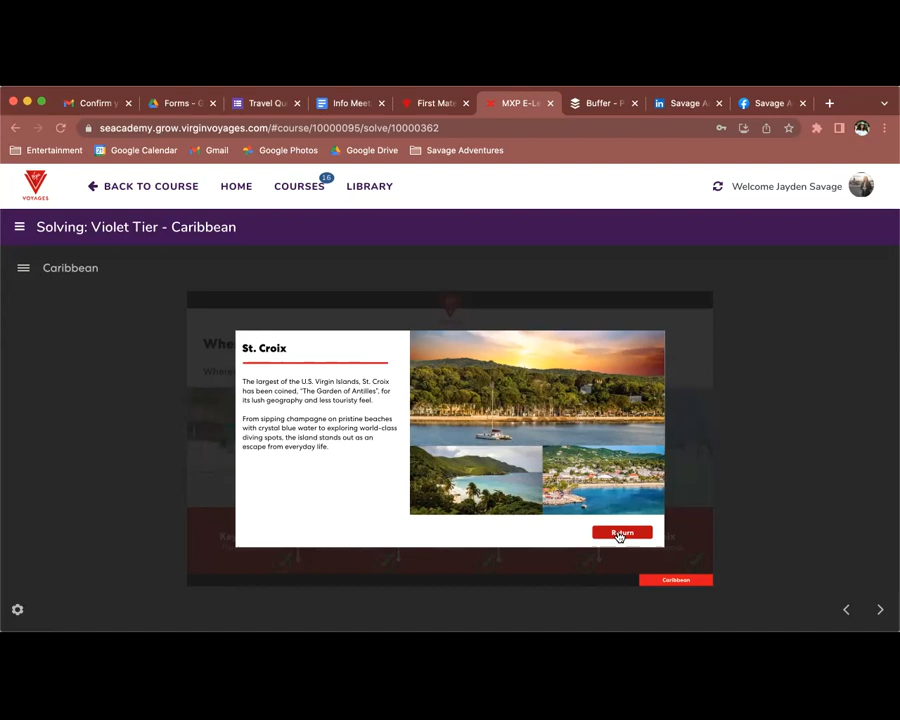 Confirm y
Forms - G
Travel Qu
Info Meet
First Mate
MXP E-Le
Buffer - P
Savage A
Savage A
seacademy.grow.virginvoyages.com/#course/10000095/solve/10000362
Entertainment
Google Calendar
Gmail
Google Photos
Google Drive
Savage Adventures
VOYAGES
BACK TO COURSE
HOME
COURSES
16
LIBRARY
Welcome Jayden Savage
Solving: Violet Tier - Caribbean
Caribbean
St. Croix
The largest of the U.S. Virgin Islands, St. Croix
has been coined, "The Garden of Antilles", for
its lush geography and less touristy feel.
From sipping champagne on pristine beaches
with crystal blue water to exploring world-class
diving spots, the island stands out as an
escape from everyday life.
Return
Caribbean